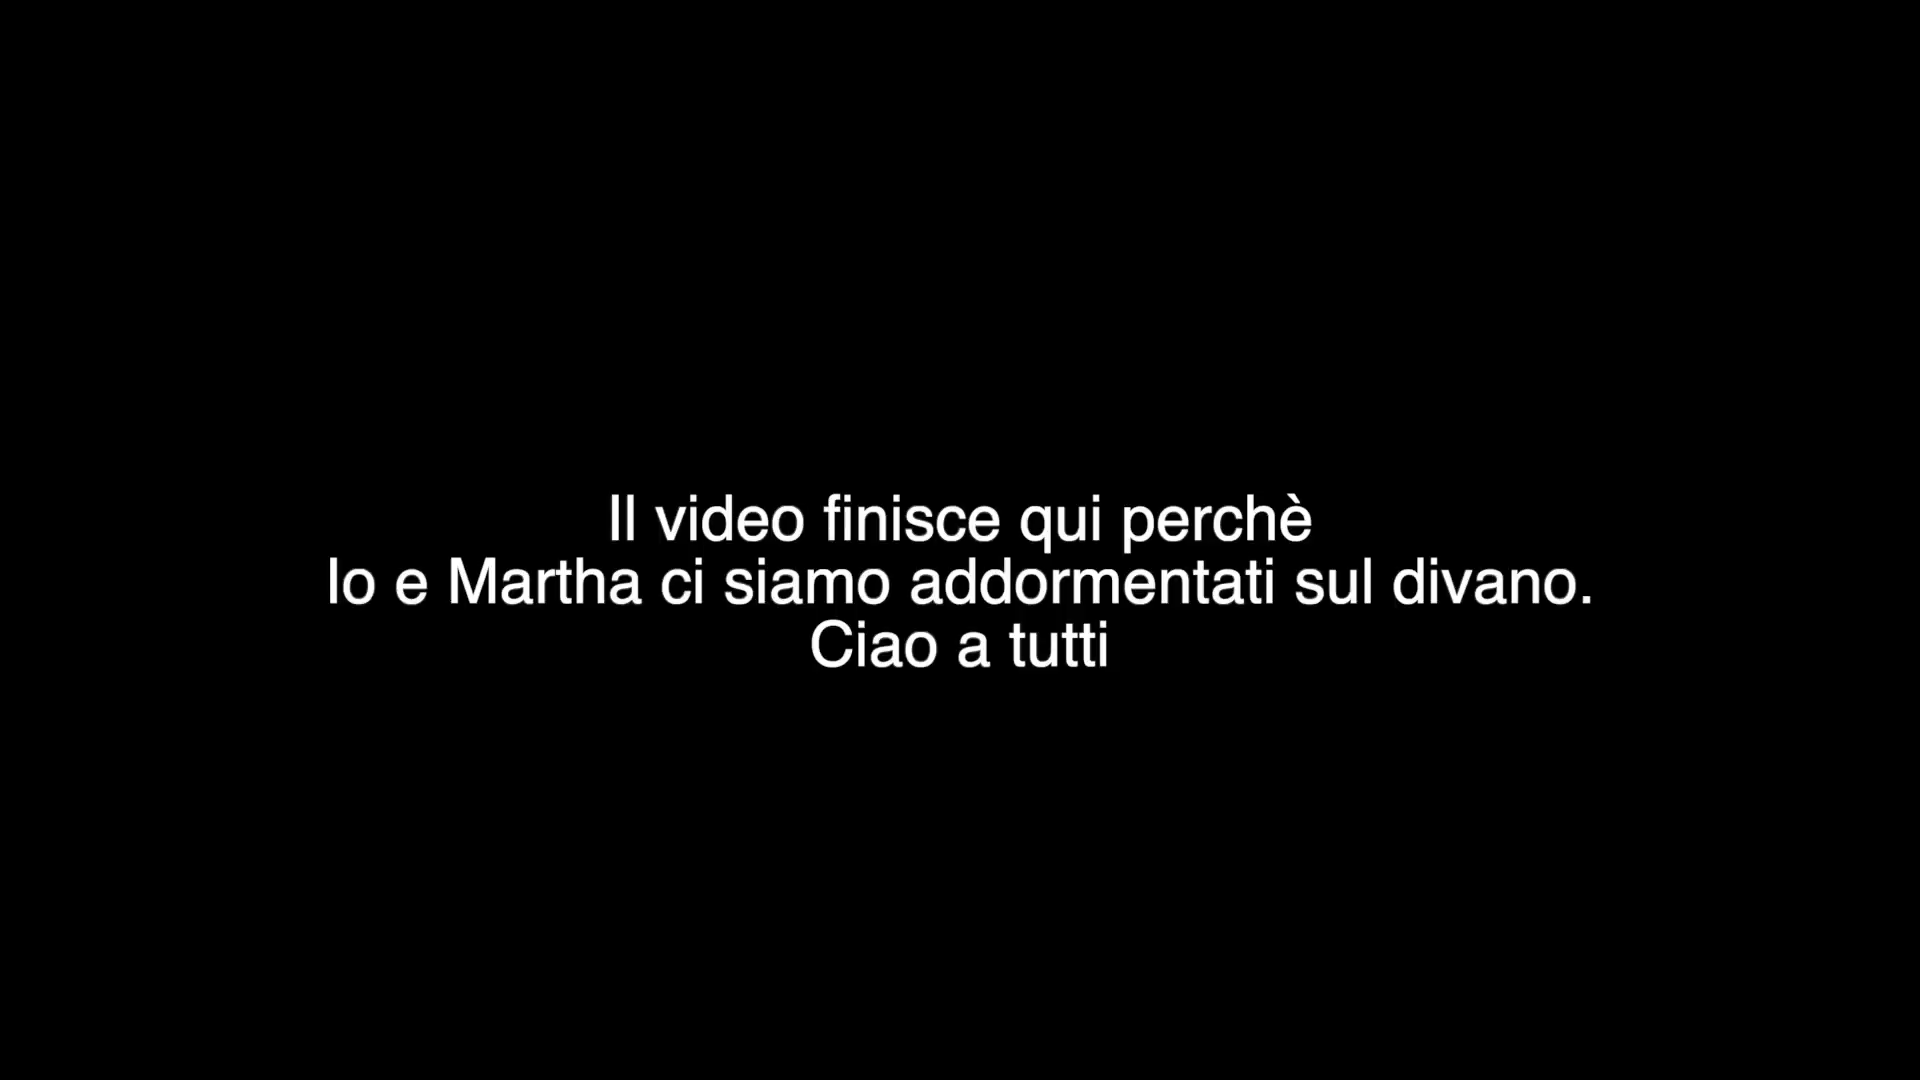 Il video finisce qui perchè
Io e Martha ci siamo addormentati sul divano.
Ciao a tutti